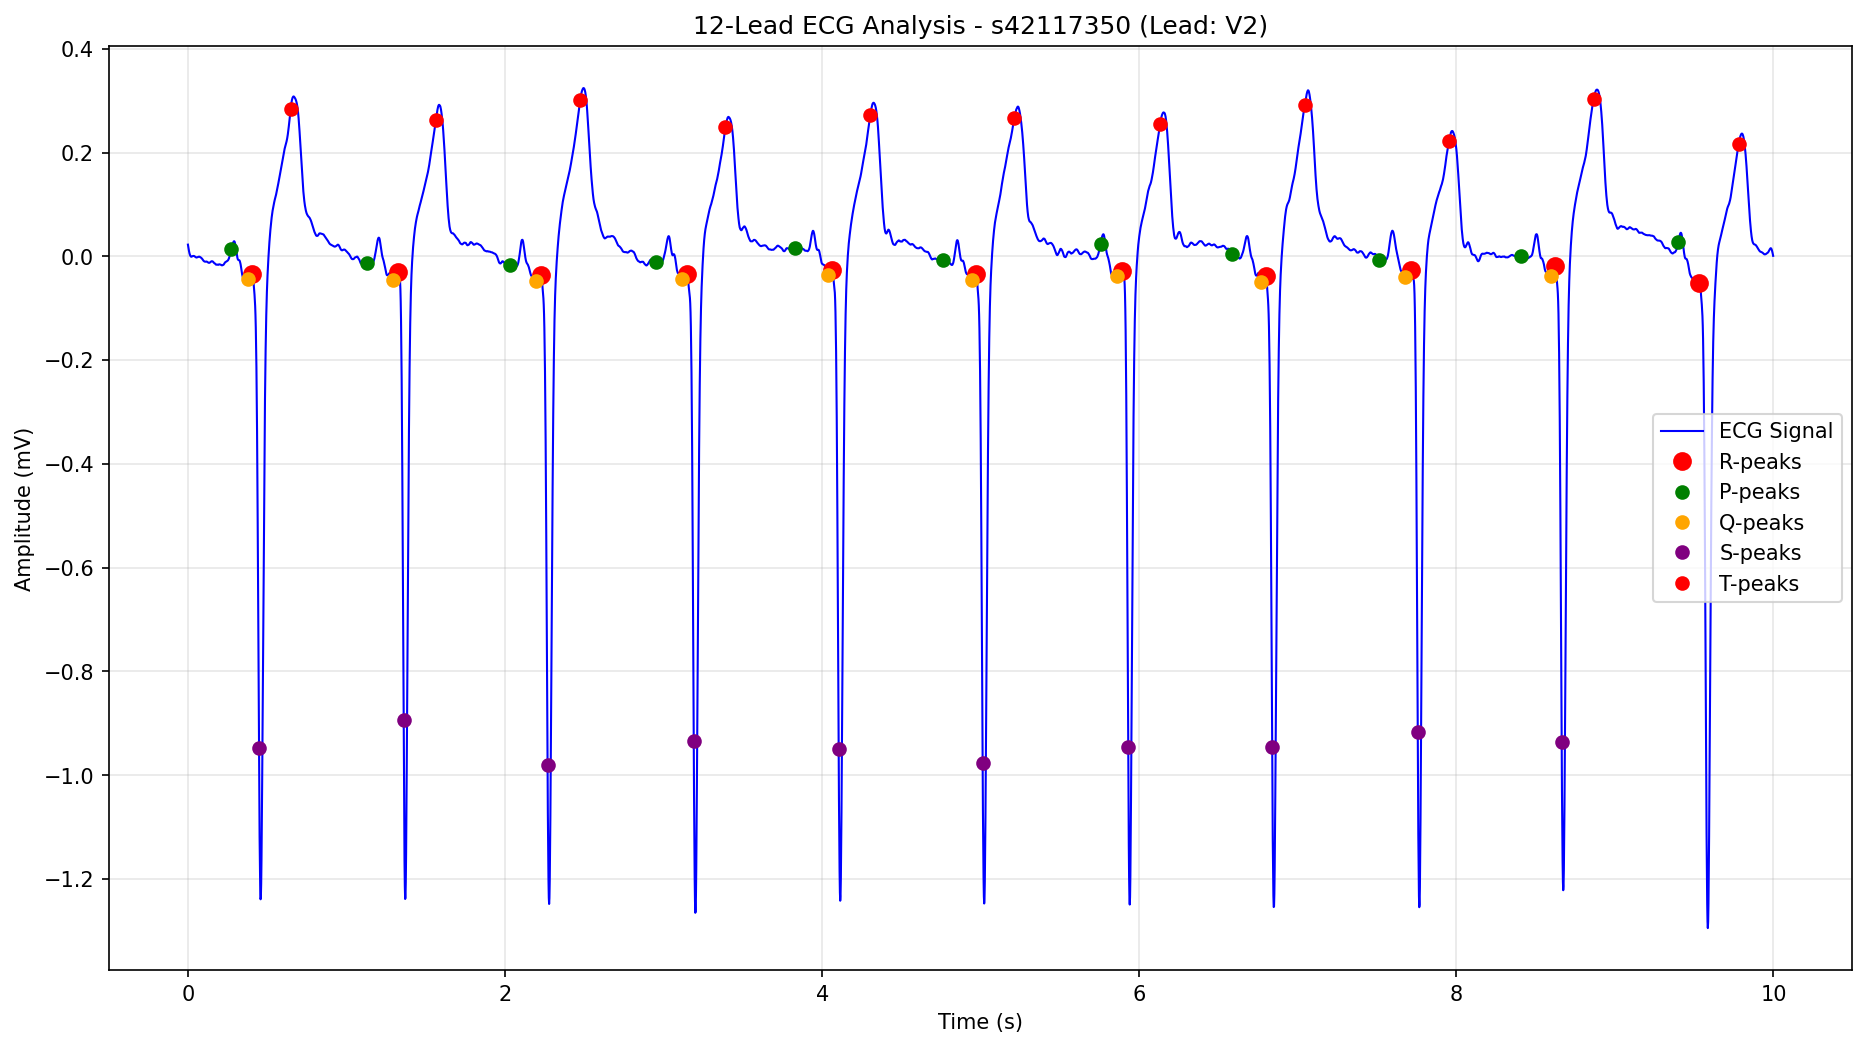 12-Lead ECG Analysis - s42117350 (Lead: V2)
Amplitude (mV)
0.4
0.2
0.0
−0.2
−0.4
−0.6
−0.8
−1.0
−1.2
ECG Signal
R-peaks
P-peaks
Q-peaks
S-peaks
T-peaks
0 2 4 6 8 10
Time (s)